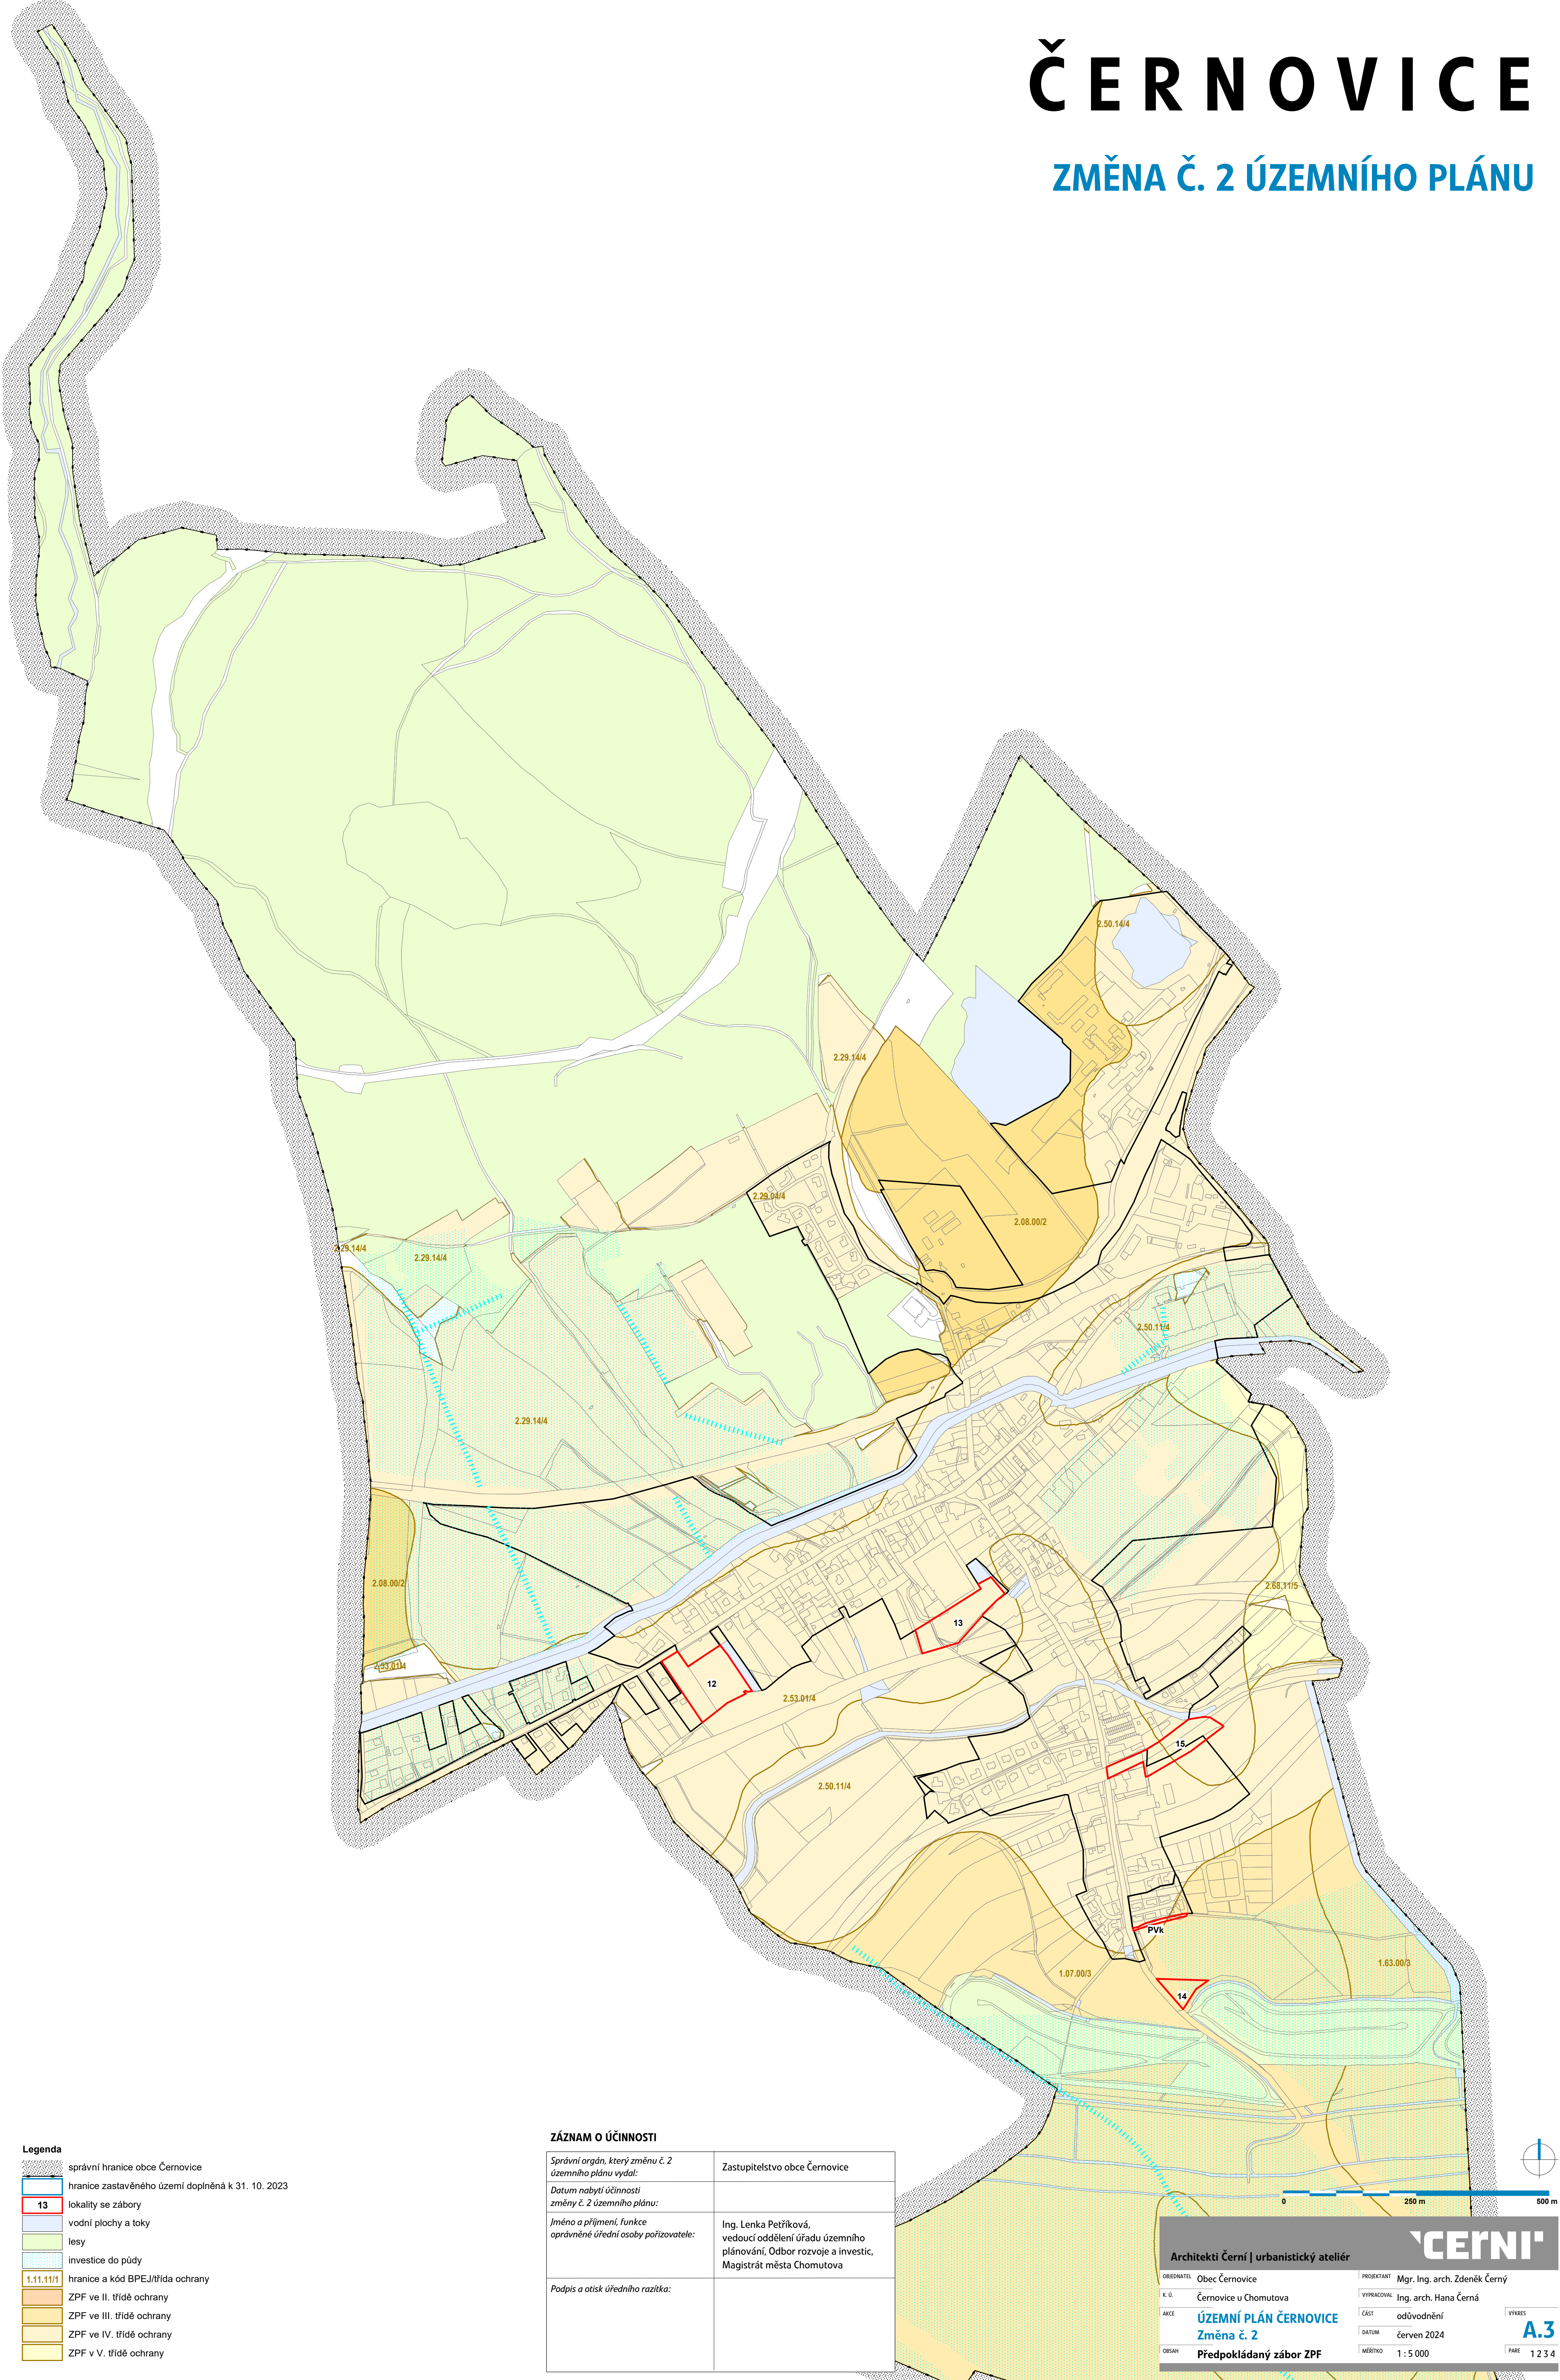 ČERNOVICE
ZMĚNA Č. 2 ÚZEMNÍHO PLÁNU
2.50.14/4
2.29.14/4
2.29.04/4
2.08.00/2
2.29.14/4
2.29.14/4
2.50.11/4
2.29.14/4
2.08.00/2
2.68.11/5
13
2.53.01/4
12
2.53.01/4
15
2.50.11/4
PVk
1.07.00/3
1.63.00/3
14
Legenda
správní hranice obce Černovice
hranice zastavěného území doplněná k 31. 10. 2023
13 lokality se zábory
vodní plochy a toky
lesy
investice do půdy
1.11.11/1 hranice a kód BPEJ/třída ochrany
ZPF ve II. třídě ochrany
ZPF ve III. třídě ochrany
ZPF ve IV. třídě ochrany
ZPF v V. třídě ochrany
ZÁZNAM O ÚČINNOSTI
Správní orgán, který změnu č. 2
územního plánu vydal:
Zastupitelstvo obce Černovice
Datum nabytí účinnosti
změny č. 2 územního plánu:
Jméno a příjmení, funkce
oprávněné úřední osoby pořizovatele:
Ing. Lenka Petříková,
vedoucí oddělení úřadu územního
plánování, Odbor rozvoje a investic,
Magistrát města Chomutova
Podpis a otisk úředního razítka:
0 250 m 500 m
Architekti Černí | urbanistický ateliér
ČERNÍ
OBJEDNATEL Obec Černovice
PROJEKTANT Mgr. Ing. arch. Zdeněk Černý
K. Ú. Černovice u Chomutova
VYPRACOVAL Ing. arch. Hana Černá
AKCE ÚZEMNÍ PLÁN ČERNOVICE
Změna č. 2
ČÁST odůvodnění
DATUM červen 2024
VÝKRES A.3
OBSAH Předpokládaný zábor ZPF
MĚŘÍTKO 1 : 5 000
PARE 1 2 3 4